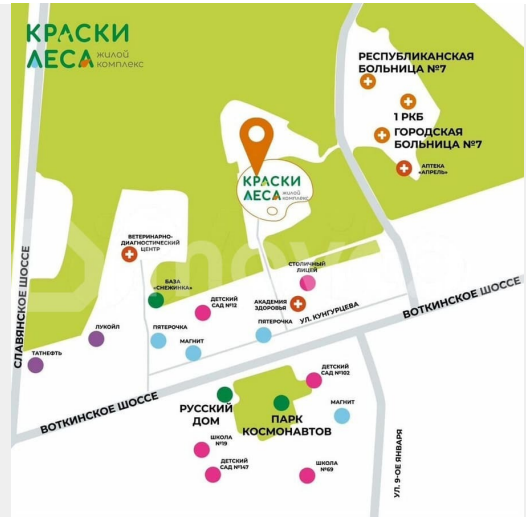 КРАСКИ
ЛЕСА жилой
комплекс
РЕСПУБЛИКАНСКАЯ
БОЛЬНИЦА №7
1 РКБ
ГОРОДСКАЯ
БОЛЬНИЦА №7
АПТЕКА
«АПРЕЛЬ»
КРАСКИ
ЛЕСА жилой
комплекс
ВЕТЕРИНАРНО-
ДИАГНОСТИЧЕСКИЙ
ЦЕНТР
БАЗА
«СНЕЖИНКА»
ДЕТСКИЙ
САД №12
СТОЛИЧНЫЙ
ЛИЦЕЙ
АКАДЕМИЯ
ЗДОРОВЬЯ
УЛ. КУНГУРЦЕВА
ВОТКИНСКОЕ ШОССЕ
СЛАВЯНСКОЕ ШОССЕ
ЛУКОЙЛ
ТАТНЕФТЬ
ПЯТЕРОЧКА
МАГНИТ
ПЯТЕРОЧКА
ВОТКИНСКОЕ ШОССЕ
РУССКИЙ
ДОМ
ПАРК
КОСМОНАВТОВ
ДЕТСКИЙ
САД №102
МАГНИТ
ШКОЛА
№19
ДЕТСКИЙ
САД №147
ШКОЛА
№69
УЛ. 9-ОЕ ЯНВАРЯ